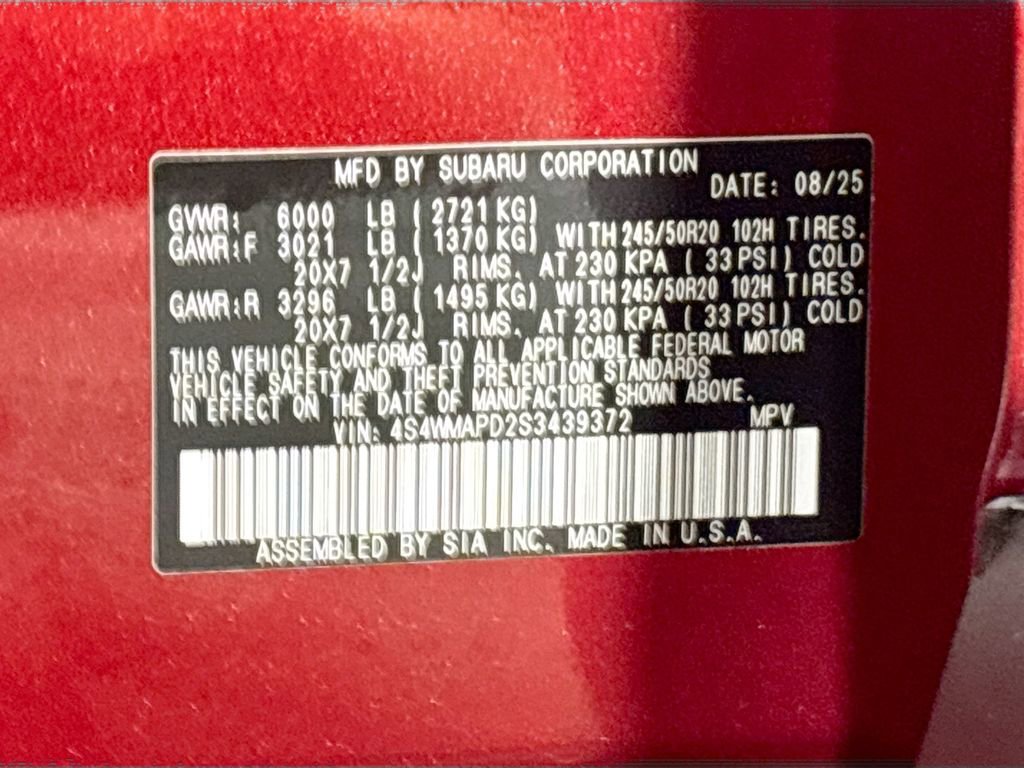 MFD BY SUBARU CORPORATION
DATE: 08/25
GVWR: 6000 LB ( 2721 KG)
GAWR:F 3021 LB ( 1370 KG) WITH 245/50R20 102H TIRES.
20X7 1/2J RIMS. AT 230 KPA ( 33 PSI) COLD
GAWR:R 3296 LB ( 1495 KG) WITH 245/50R20 102H TIRES.
20X7 1/2J RIMS. AT 230 KPA ( 33 PSI) COLD
THIS VEHICLE CONFORMS TO ALL APPLICABLE FEDERAL MOTOR
VEHICLE SAFETY AND THEFT PREVENTION STANDARDS
IN EFFECT ON THE DATE OF MANUFACTURE SHOWN ABOVE.
VIN: 4S4WMAPD2S3439372 MPV
ASSEMBLED BY SIA INC. MADE IN U.S.A.